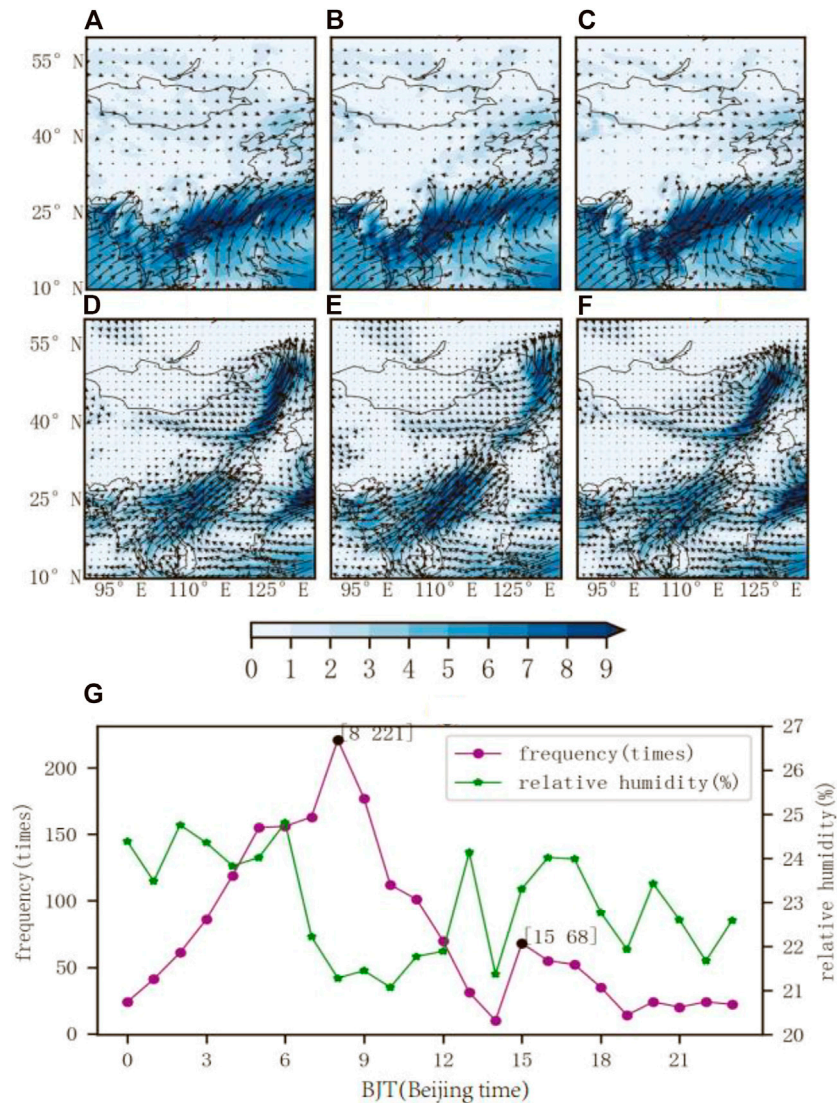 A B C
55° N
40° N
25° N
10° N
D E F
55° N
40° N
25° N
10° N
95° E 110° E 125° E 95° E 110° E 125° E 95° E 110° E 125° E
0 1 2 3 4 5 6 7 8 9
G
[8 221]
frequency(times)
relative humidity(%)
[15 68]
frequency(times)
200
150
100
50
0
27
26
25
24
23
22
21
20
relative humidity(%)
0 3 6 9 12 15 18 21
BJT(Beijing time)